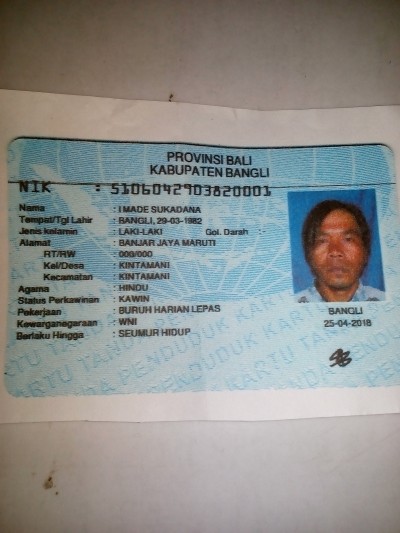 PROVINSI BALI
KABUPATEN BANGLI
NIK : 5106042903820001
Nama : I MADE SUKADANA
Tempat/Tgl Lahir : BANGLI, 29-03-1982
Jenis kelamin : LAKI-LAKI Gol. Darah : -
Alamat : BANJAR JAYA MARUTI
RT/RW : 000/000
Kel/Desa : KINTAMANI
Kecamatan : KINTAMANI
Agama : HINDU
Status Perkawinan : KAWIN
Pekerjaan : BURUH HARIAN LEPAS
Kewarganegaraan : WNI
Berlaku Hingga : SEUMUR HIDUP
BANGLI
25-04-2018